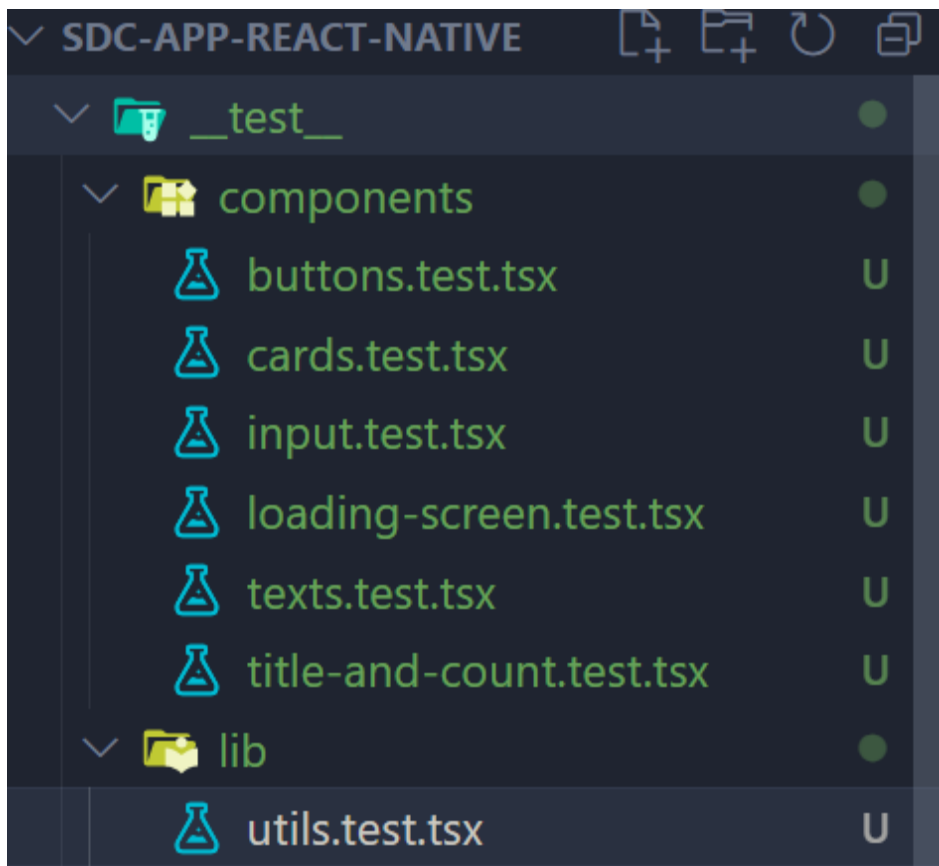 SDC-APP-REACT-NATIVE
__test__
components
buttons.test.tsx U
cards.test.tsx U
input.test.tsx U
loading-screen.test.tsx U
texts.test.tsx U
title-and-count.test.tsx U
lib
utils.test.tsx U